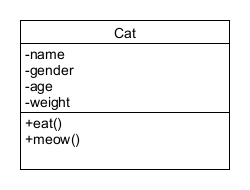 Cat
-name
-gender
-age
-weight
+eat()
+meow()